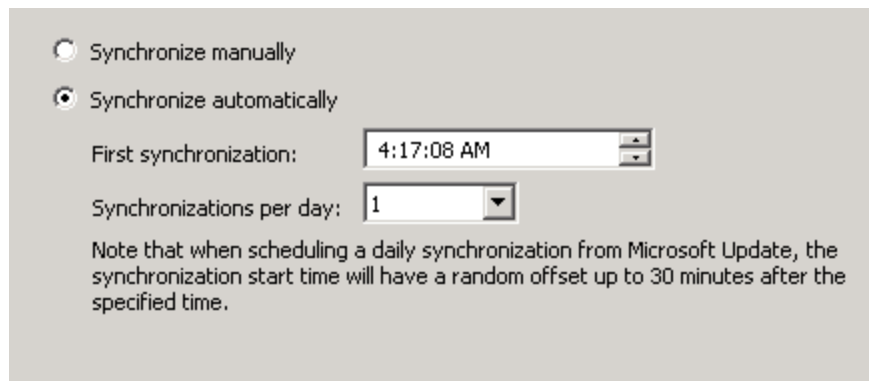 Synchronize manually
Synchronize automatically
First synchronization: 4:17:08 AM
Synchronizations per day: 1
Note that when scheduling a daily synchronization from Microsoft Update, the
synchronization start time will have a random offset up to 30 minutes after the
specified time.